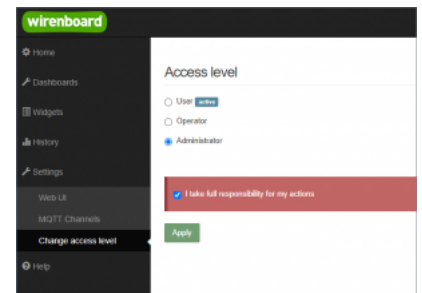 wirenboard
Home
Dashboards
Widgets
History
Settings
Web UI
MQTT Channels
Change access level
Help
Access level
User active
Operator
Administrator
I take full responsibility for my actions
Apply